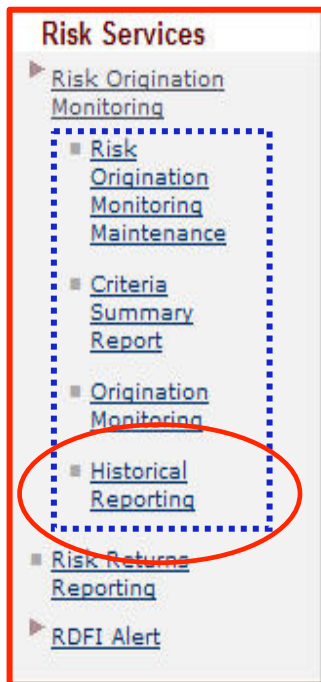 Risk Services
Risk Origination
Monitoring
Risk
Origination
Monitoring
Maintenance
Criteria
Summary
Report
Origination
Monitoring
Historical
Reporting
Risk Returns
Reporting
RDFI Alert